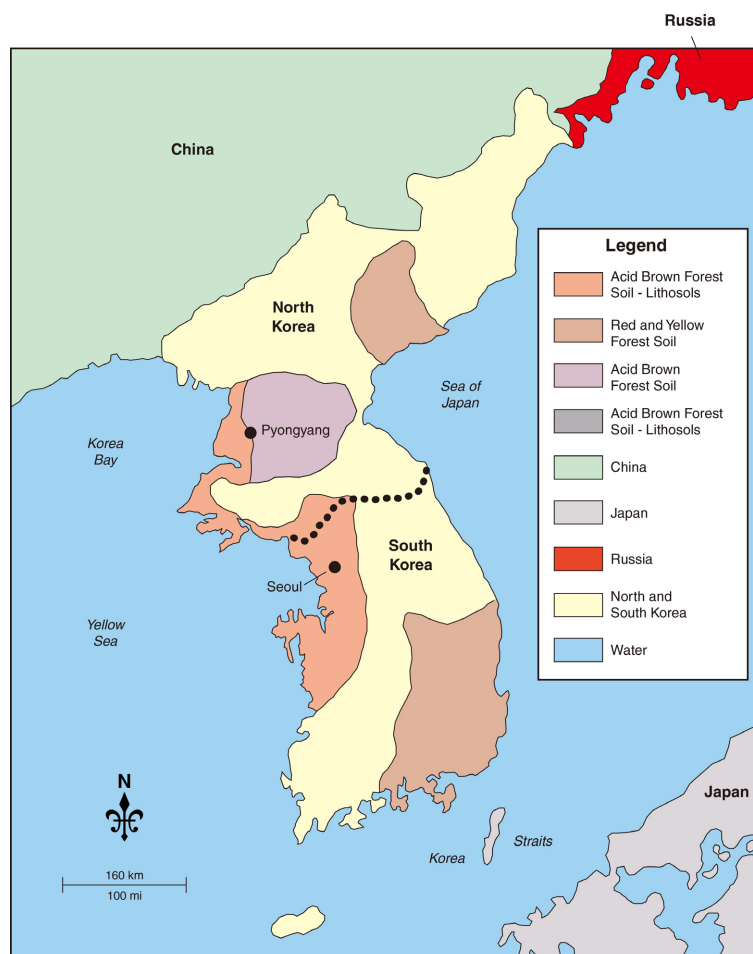 Russia
China
North
Korea
Sea of
Japan
Pyongyang
Korea
Bay
South
Korea
Seoul
Yellow
Sea
Legend
Acid Brown Forest
Soil - Lithosols
Red and Yellow
Forest Soil
Acid Brown
Forest Soil
Acid Brown Forest
Soil - Lithosols
China
Japan
Russia
North and
South Korea
Water
N
160 km
100 mi
Korea
Straits
Japan